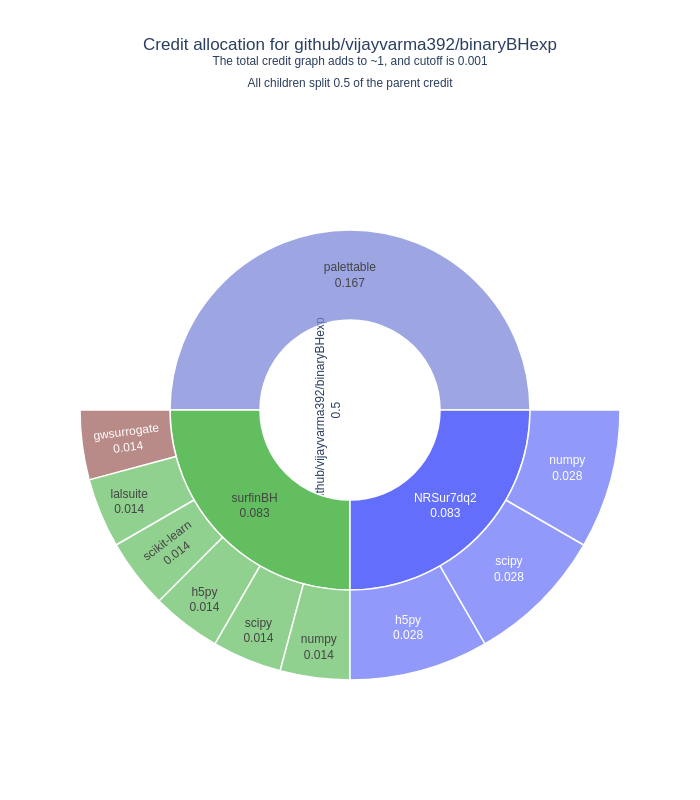 Credit allocation for github/vijayvarma392/binaryBHexp
The total credit graph adds to ~1, and cutoff is 0.001
All children split 0.5 of the parent credit
palettable
0.167
thub/vijayvarma392/binaryBHexp
0.5
surfinBH
0.083
NRSur7dq2
0.083
gwsurrogate
0.014
lalsuite
0.014
scikit-learn
0.014
h5py
0.014
scipy
0.014
numpy
0.014
h5py
0.028
scipy
0.028
numpy
0.028